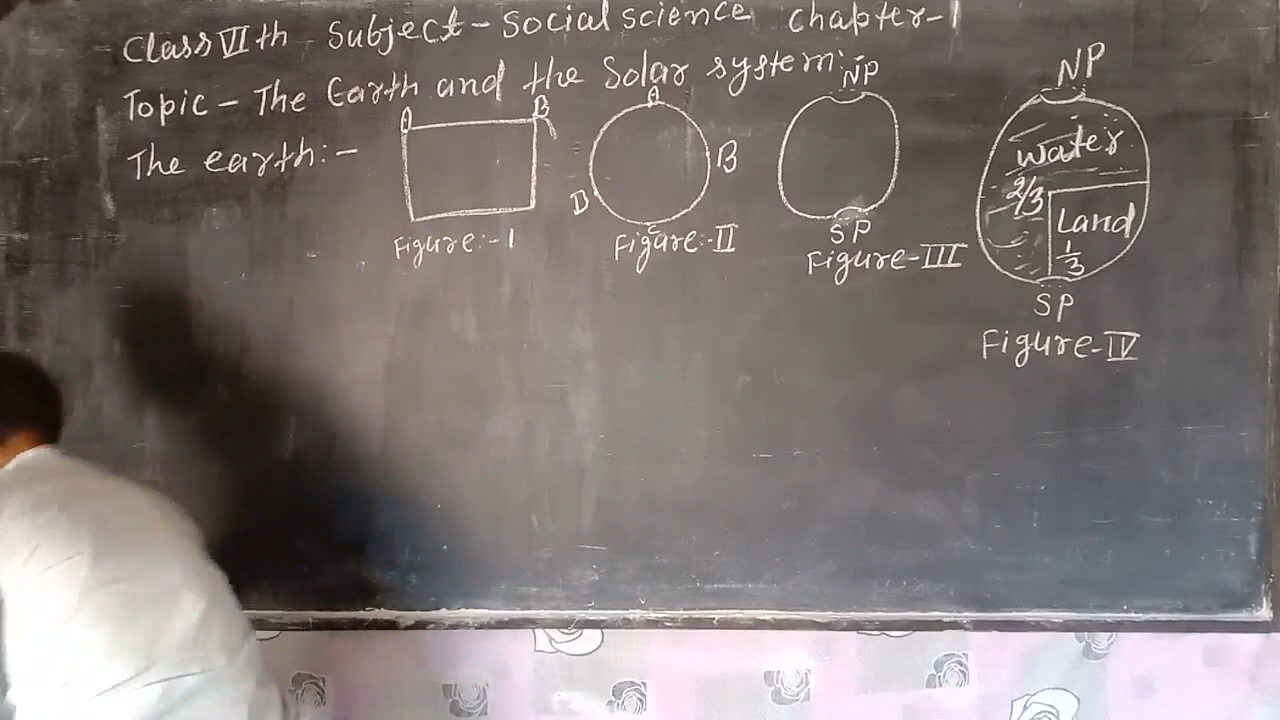 Class VI th Subject - Social science Chapter - 1
Topic - The Earth and the Solar system:-
The earth:-
A B
Figure:-1
A
B
D
C
Figure:-II
NP
SP
Figure-III
NP
Water
2/3
Land
1/3
SP
Figure-IV